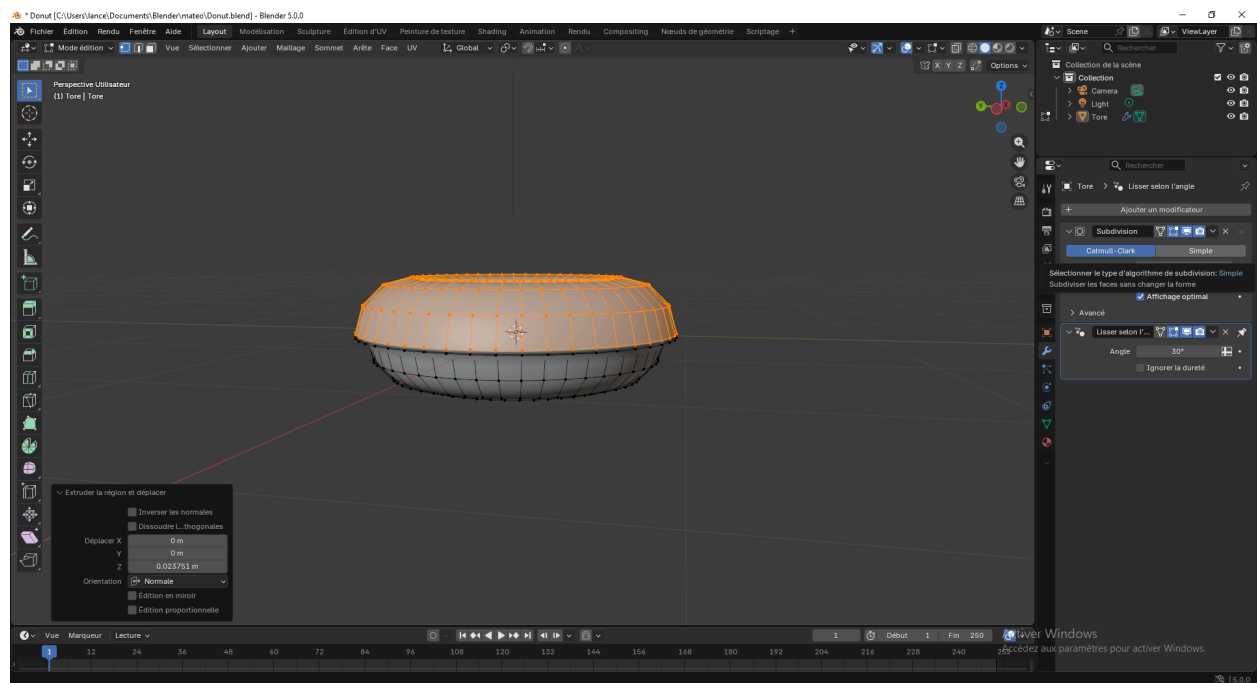 * Donut [C:\Users\lance\Documents\Blender\mateo\Donut.blend] - Blender 5.0.0
Fichier Édition Rendu Fenêtre Aide Layout Modélisation Sculpture Édition d'UV Peinture de texture Shading Animation Rendu Compositing Nœuds de géométrie Scripting + Scene ViewLayer
Mode édition Vue Sélectionner Ajouter Maillage Sommet Arête Face UV Global Rechercher
X Y Z Options
Collection de la scène
Perspective Utilisateur
(1) Tore | Tore
Collection
Camera
Light
Tore
Z
Y
X
Rechercher
Tore > Lisser selon l'angle
+ Ajouter un modificateur
Subdivision
Catmull-Clark Simple
Sélectionner le type d'algorithme de subdivision: Simple
Subdiviser les faces sans changer la forme
Affichage optimal
Avancé
Lisser selon l'...
Angle 30°
Ignorer la dureté
Extruder la région et déplacer
Inverser les normales
Dissoudre l...thogonales
Déplacer X 0 m
Y 0 m
Z 0.023751 m
Orientation Normale
Édition en miroir
Édition proportionnelle
Vue Marqueur Lecture 1 Début 1 Fin 250
Activer Windows
Accédez aux paramètres pour activer Windows.
1 12 24 36 48 60 72 84 96 108 120 132 144 156 168 180 192 204 216 228 240 252
5.0.0